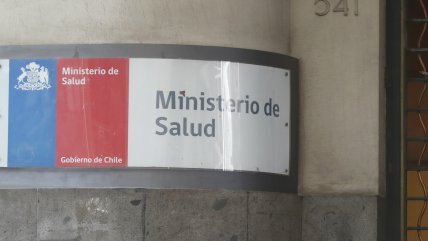 541
Ministerio de
Salud
Gobierno de Chile
Ministerio de
Salud